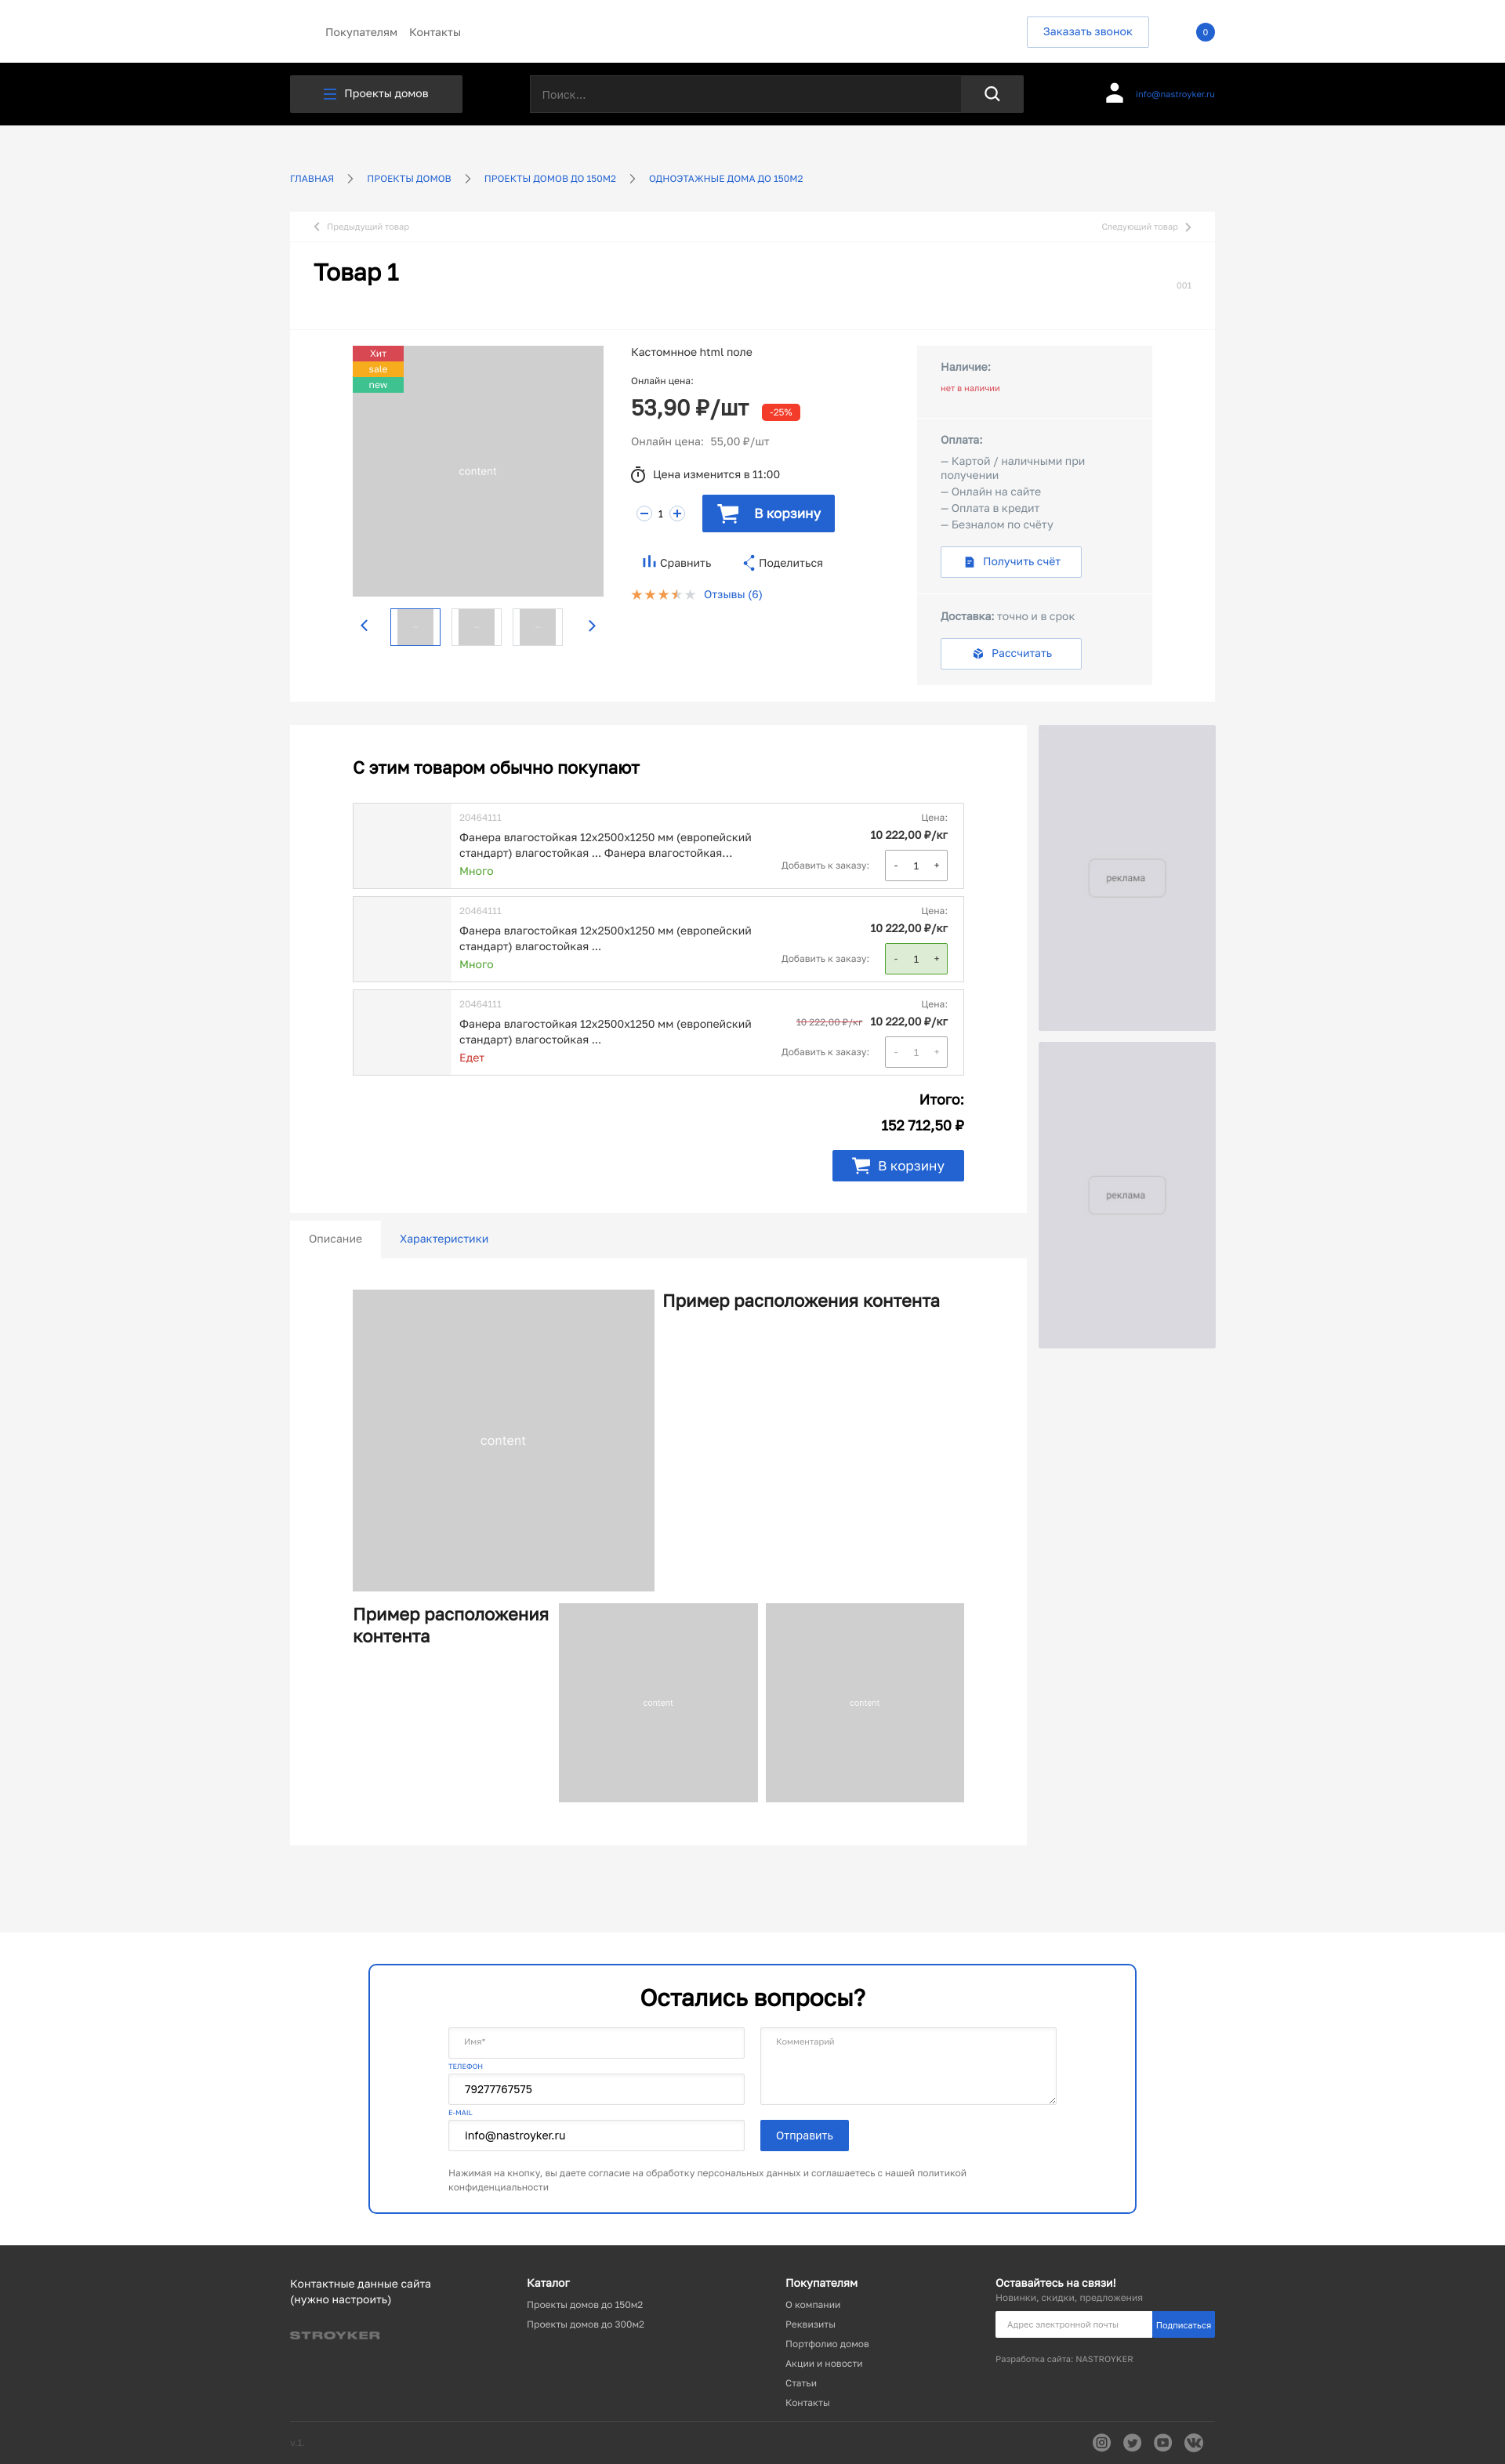 Покупателям Контакты
Заказать звонок
0
Проекты домов
Поиск...
info@nastroyker.ru
ГЛАВНАЯ
ПРОЕКТЫ ДОМОВ
ПРОЕКТЫ ДОМОВ ДО 150М2
ОДНОЭТАЖНЫЕ ДОМА ДО 150М2
Предыдущий товар
Следующий товар
Товар 1
001
Хит
sale
new
content
Кастомнное html поле
Онлайн цена:
53,90 ₽/шт
-25%
Онлайн цена: 55,00 ₽/шт
Цена изменится в 11:00
1
В корзину
Сравнить
Поделиться
Отзывы (6)
Наличие:
нет в наличии
Оплата:
— Картой / наличными при
получении
— Онлайн на сайте
— Оплата в кредит
— Безналом по счёту
Получить счёт
Доставка: точно и в срок
Рассчитать
С этим товаром обычно покупают
20464111
Фанера влагостойкая 12х2500х1250 мм (европейский
стандарт) влагостойкая ... Фанера влагостойкая...
Много
Цена:
10 222,00 ₽/кг
Добавить к заказу:
- 1 +
20464111
Фанера влагостойкая 12х2500х1250 мм (европейский
стандарт) влагостойкая ...
Много
Цена:
10 222,00 ₽/кг
Добавить к заказу:
- 1 +
20464111
Фанера влагостойкая 12х2500х1250 мм (европейский
стандарт) влагостойкая ...
Едет
Цена:
10 222,00 ₽/кг 10 222,00 ₽/кг
Добавить к заказу:
- 1 +
Итого:
152 712,50 ₽
В корзину
реклама
реклама
Описание
Характеристики
content
Пример расположения контента
Пример расположения
контента
content
content
Остались вопросы?
Имя*
ТЕЛЕФОН
79277767575
E-MAIL
info@nastroyker.ru
Комментарий
Отправить
Нажимая на кнопку, вы даете согласие на обработку персональных данных и соглашаетесь с нашей политикой
конфиденциальности
Контактные данные сайта
(нужно настроить)
STROYKER
Каталог
Проекты домов до 150м2
Проекты домов до 300м2
Покупателям
О компании
Реквизиты
Портфолио домов
Акции и новости
Статьи
Контакты
Оставайтесь на связи!
Новинки, скидки, предложения
Адрес электронной почты
Подписаться
Разработка сайта: NASTROYKER
v.1.